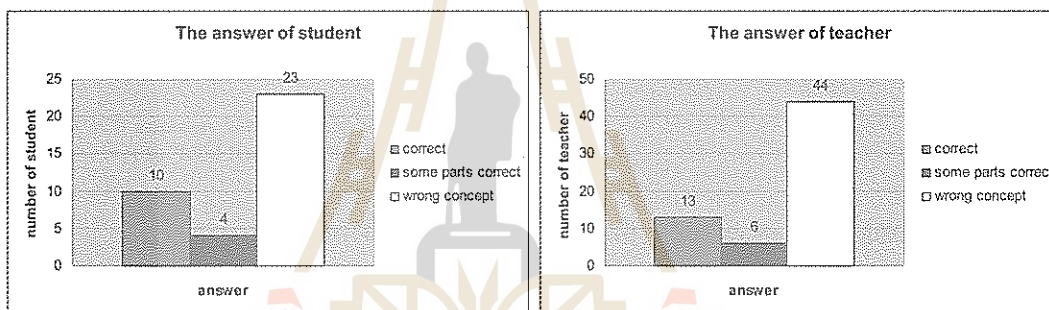 The answer of student
25
20
15
10
5
0
number of student
10
4
23
answer
correct
some parts correct
wrong concept
The answer of teacher
50
40
30
20
10
0
number of teacher
13
6
44
answer
correct
some parts correct
wrong concept